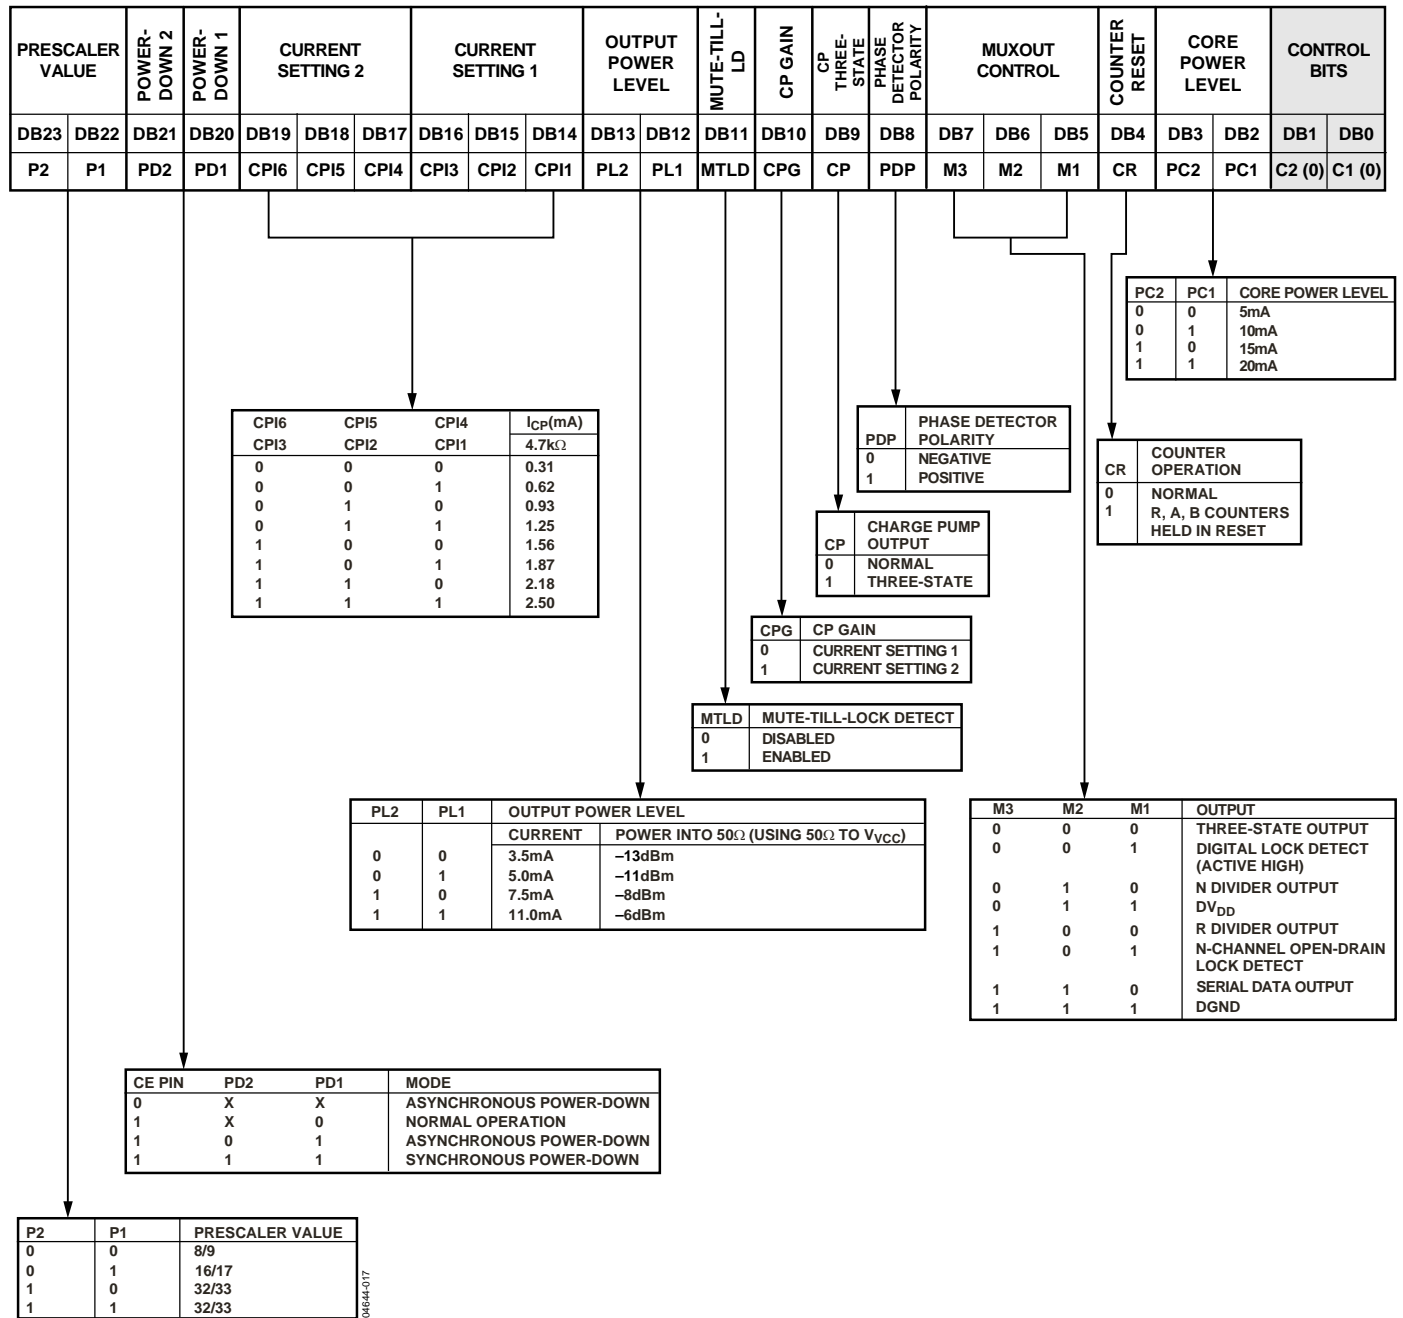 PRESCALER VALUE
POWER-DOWN 2
POWER-DOWN 1
CURRENT SETTING 2
CURRENT SETTING 1
OUTPUT POWER LEVEL
MUTE-TILL-LD
CP GAIN
CP THREE-STATE
PHASE DETECTOR POLARITY
MUXOUT CONTROL
COUNTER RESET
CORE POWER LEVEL
CONTROL BITS
DB23 DB22 DB21 DB20 DB19 DB18 DB17 DB16 DB15 DB14 DB13 DB12 DB11 DB10 DB9 DB8 DB7 DB6 DB5 DB4 DB3 DB2 DB1 DB0
P2 P1 PD2 PD1 CPI6 CPI5 CPI4 CPI3 CPI2 CPI1 PL2 PL1 MTLD CPG CP PDP M3 M2 M1 CR PC2 PC1 C2 (0) C1 (0)
PC2 PC1 CORE POWER LEVEL
0 0 5mA
0 1 10mA
1 0 15mA
1 1 20mA
CPI6 CPI5 CPI4 ICP(mA)
CPI3 CPI2 CPI1 4.7kΩ
0 0 0 0.31
0 0 1 0.62
0 1 0 0.93
0 1 1 1.25
1 0 0 1.56
1 0 1 1.87
1 1 0 2.18
1 1 1 2.50
PHASE DETECTOR
PDP POLARITY
0 NEGATIVE
1 POSITIVE
COUNTER
CR OPERATION
0 NORMAL
1 R, A, B COUNTERS
HELD IN RESET
CHARGE PUMP
CP OUTPUT
0 NORMAL
1 THREE-STATE
CPG CP GAIN
0 CURRENT SETTING 1
1 CURRENT SETTING 2
MTLD MUTE-TILL-LOCK DETECT
0 DISABLED
1 ENABLED
PL2 PL1 OUTPUT POWER LEVEL
CURRENT POWER INTO 50Ω (USING 50Ω TO VVCC)
0 0 3.5mA –13dBm
0 1 5.0mA –11dBm
1 0 7.5mA –8dBm
1 1 11.0mA –6dBm
M3 M2 M1 OUTPUT
0 0 0 THREE-STATE OUTPUT
0 0 1 DIGITAL LOCK DETECT
(ACTIVE HIGH)
0 1 0 N DIVIDER OUTPUT
0 1 1 DVDD
1 0 0 R DIVIDER OUTPUT
1 0 1 N-CHANNEL OPEN-DRAIN
LOCK DETECT
1 1 0 SERIAL DATA OUTPUT
1 1 1 DGND
CE PIN PD2 PD1 MODE
0 X X ASYNCHRONOUS POWER-DOWN
1 X 0 NORMAL OPERATION
1 0 1 ASYNCHRONOUS POWER-DOWN
1 1 1 SYNCHRONOUS POWER-DOWN
P2 P1 PRESCALER VALUE
0 0 8/9
0 1 16/17
1 0 32/33
1 1 32/33
04644-017